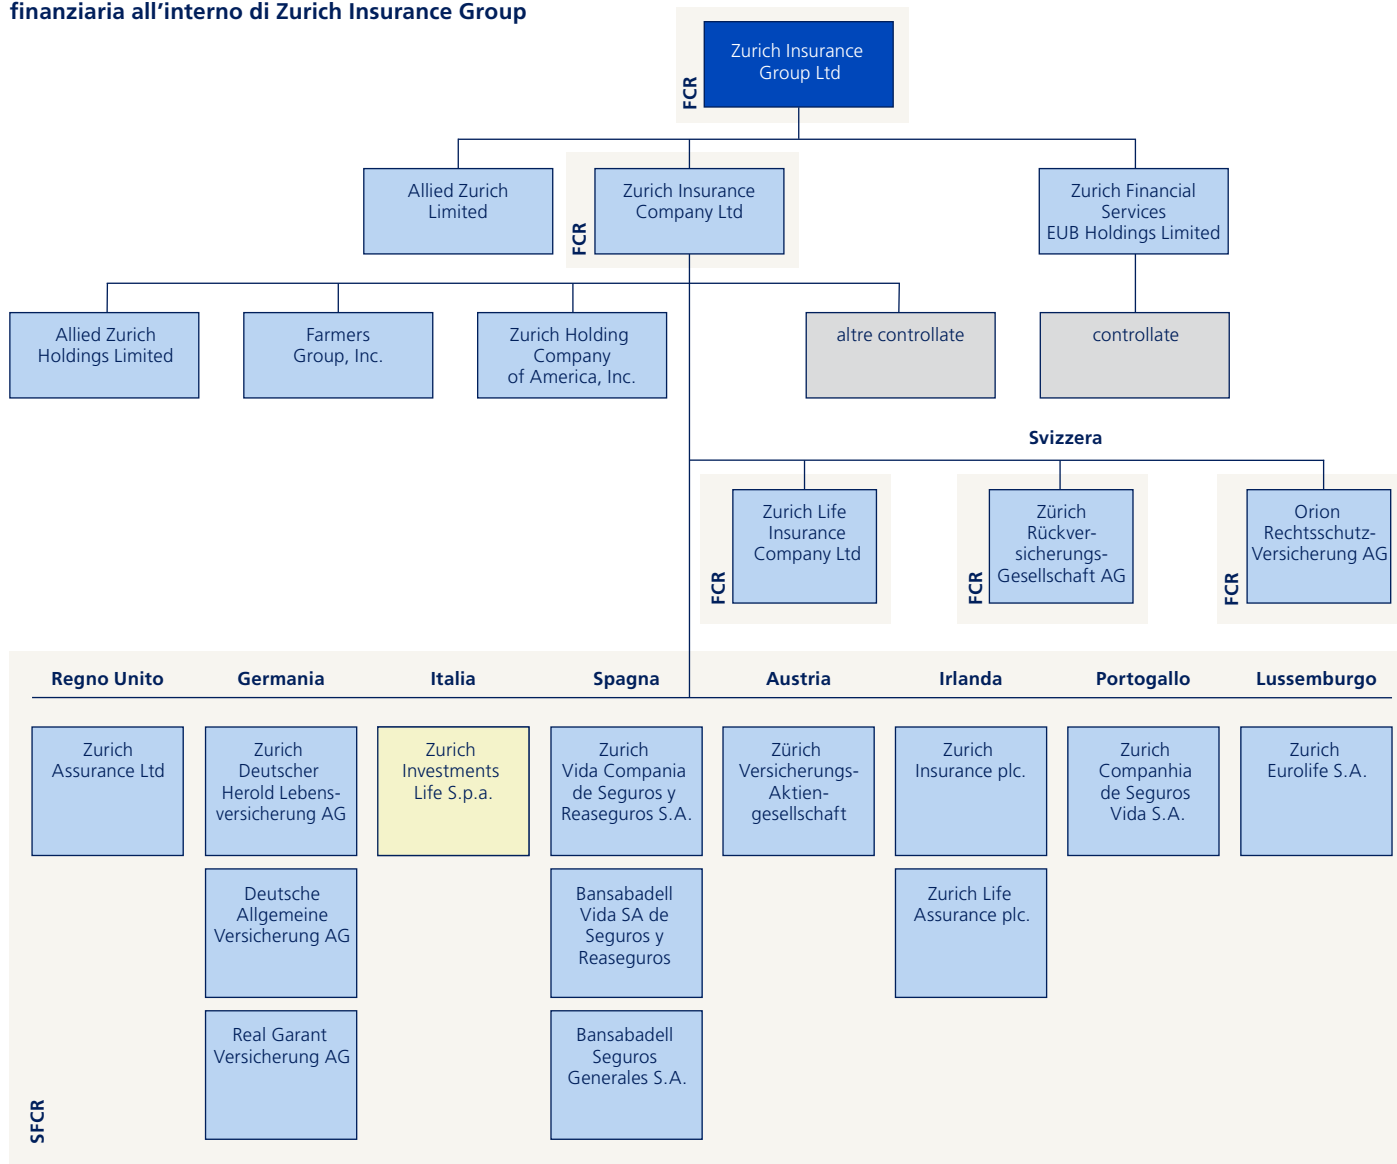 finanziaria all’interno di Zurich Insurance Group
Zurich Insurance
Group Ltd
FCR
Allied Zurich
Limited
Zurich Insurance
Company Ltd
FCR
Zurich Financial
Services
EUB Holdings Limited
Allied Zurich
Holdings Limited
Farmers
Group, Inc.
Zurich Holding
Company
of America, Inc.
altre controllate
controllate
Svizzera
Zurich Life
Insurance
Company Ltd
FCR
Zürich
Rückver-
sicherungs-
Gesellschaft AG
FCR
Orion
Rechtsschutz-
Versicherung AG
FCR
Regno Unito
Germania
Italia
Spagna
Austria
Irlanda
Portogallo
Lussemburgo
Zurich
Assurance Ltd
Zurich
Deutscher
Herold Lebens-
versicherung AG
Zurich
Investments
Life S.p.a.
Zurich
Vida Compania
de Seguros y
Reaseguros S.A.
Zürich
Versicherungs-
Aktien-
gesellschaft
Zurich
Insurance plc.
Zurich
Companhia
de Seguros
Vida S.A.
Zurich
Eurolife S.A.
Deutsche
Allgemeine
Versicherung AG
Bansabadell
Vida SA de
Seguros y
Reaseguros
Zurich Life
Assurance plc.
Real Garant
Versicherung AG
Bansabadell
Seguros
Generales S.A.
SFCR